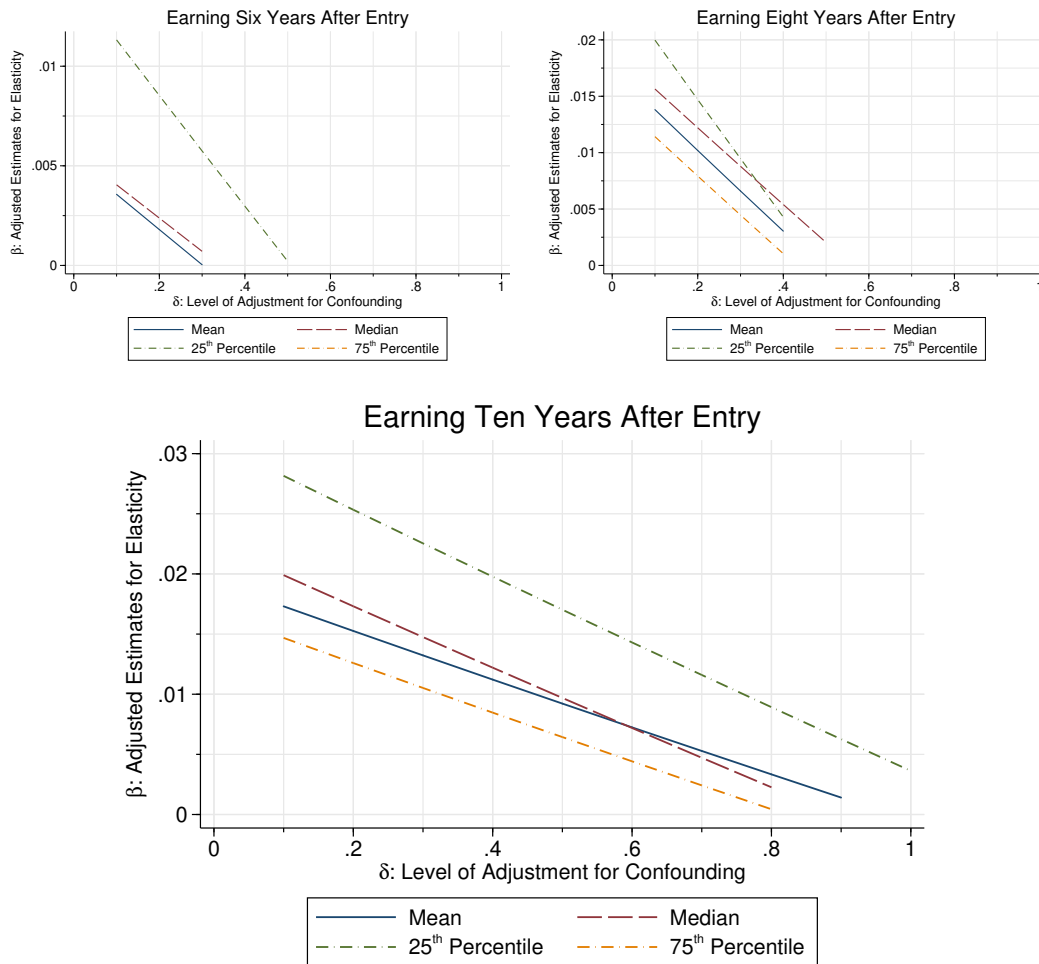 Earning Six Years After Entry
β: Adjusted Estimates for Elasticity
.01
.005
0
0 .2 .4 .6 .8 1
δ: Level of Adjustment for Confounding
Mean Median
25th Percentile 75th Percentile
Earning Eight Years After Entry
β: Adjusted Estimates for Elasticity
.02
.015
.01
.005
0
0 .2 .4 .6 .8 1
δ: Level of Adjustment for Confounding
Mean Median
25th Percentile 75th Percentile
Earning Ten Years After Entry
β: Adjusted Estimates for Elasticity
.03
.02
.01
0
0 .2 .4 .6 .8 1
δ: Level of Adjustment for Confounding
Mean Median
25th Percentile 75th Percentile